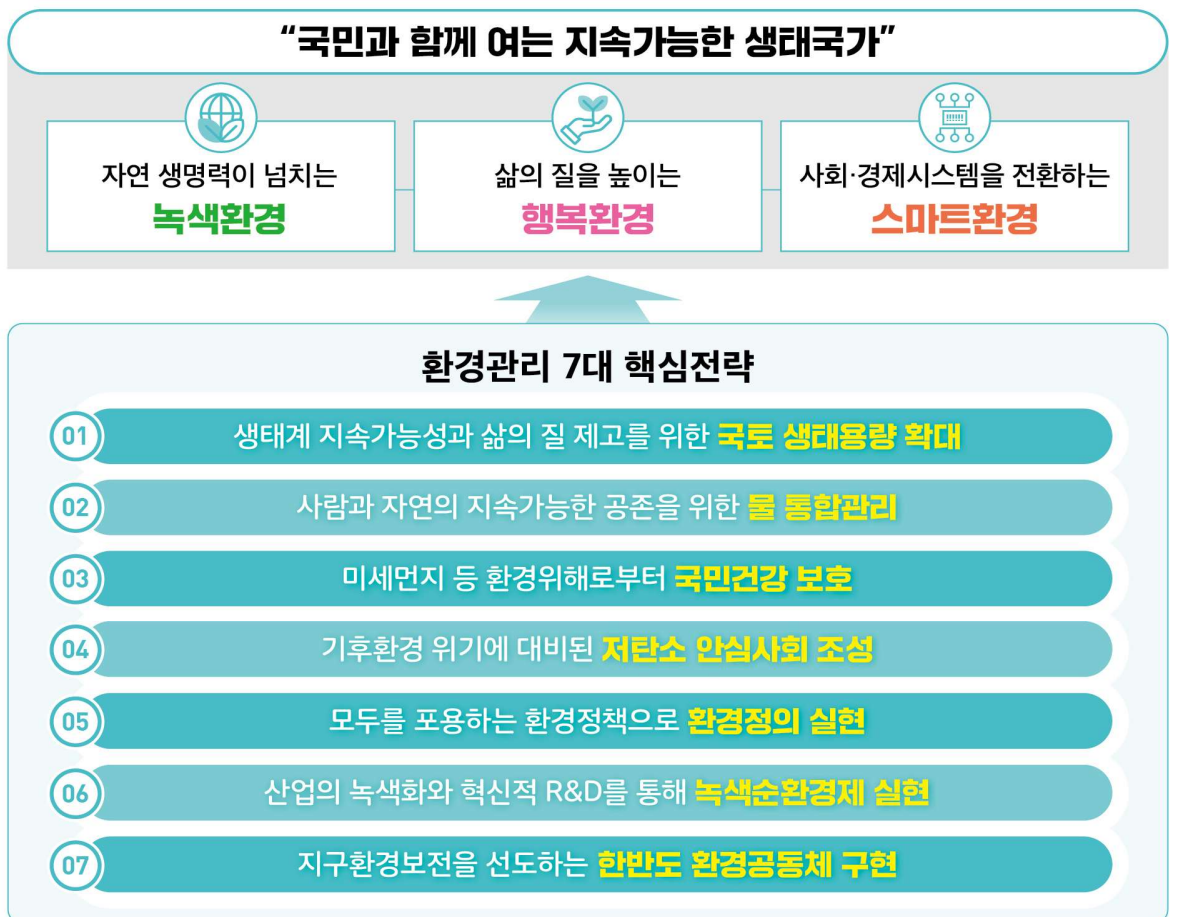 “국민과 함께 여는 지속가능한 생태국가”
자연 생명력이 넘치는
녹색환경
삶의 질을 높이는
행복환경
사회·경제시스템을 전환하는
스마트환경
환경관리 7대 핵심전략
01 생태계 지속가능성과 삶의 질 제고를 위한 국토 생태용량 확대
02 사람과 자연의 지속가능한 공존을 위한 물 통합관리
03 미세먼지 등 환경위해로부터 국민건강 보호
04 기후환경 위기에 대비된 저탄소 안심사회 조성
05 모두를 포용하는 환경정책으로 환경정의 실현
06 산업의 녹색화와 혁신적 R&D를 통해 녹색순환경제 실현
07 지구환경보전을 선도하는 한반도 환경공동체 구현